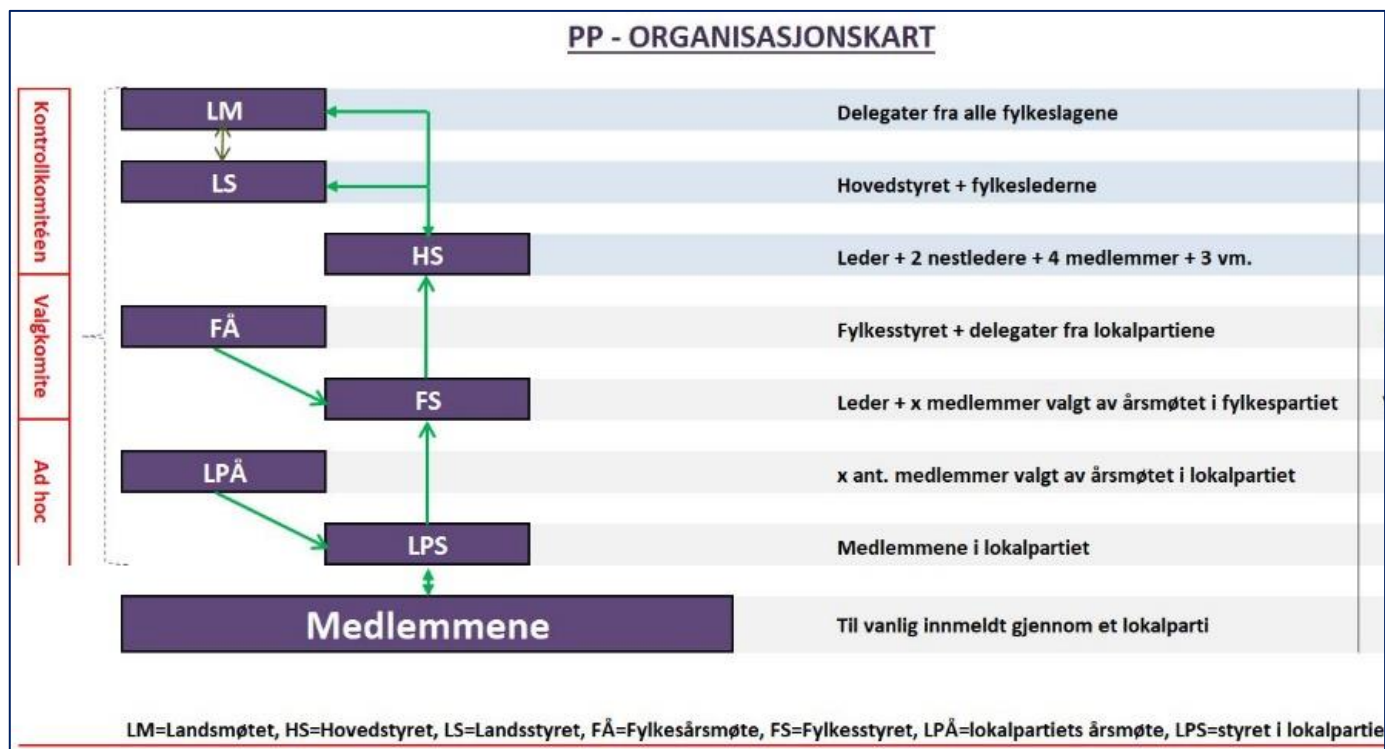 PP - ORGANISASJONSKART
Kontrollkomitéen
Valgkomite
Ad hoc
LM
Delegater fra alle fylkeslagene
LS
Hovedstyret + fylkeslederne
HS
Leder + 2 nestledere + 4 medlemmer + 3 vm.
FÅ
Fylkesstyret + delegater fra lokalpartiene
FS
Leder + x medlemmer valgt av årsmøtet i fylkespartiet
LPÅ
x ant. medlemmer valgt av årsmøtet i lokalpartiet
LPS
Medlemmene i lokalpartiet
Medlemmene
Til vanlig innmeldt gjennom et lokalparti
LM=Landsmøtet, HS=Hovedstyret, LS=Landsstyret, FÅ=Fylkesårsmøte, FS=Fylkesstyret, LPÅ=lokalpartiets årsmøte, LPS=styret i lokalpartie